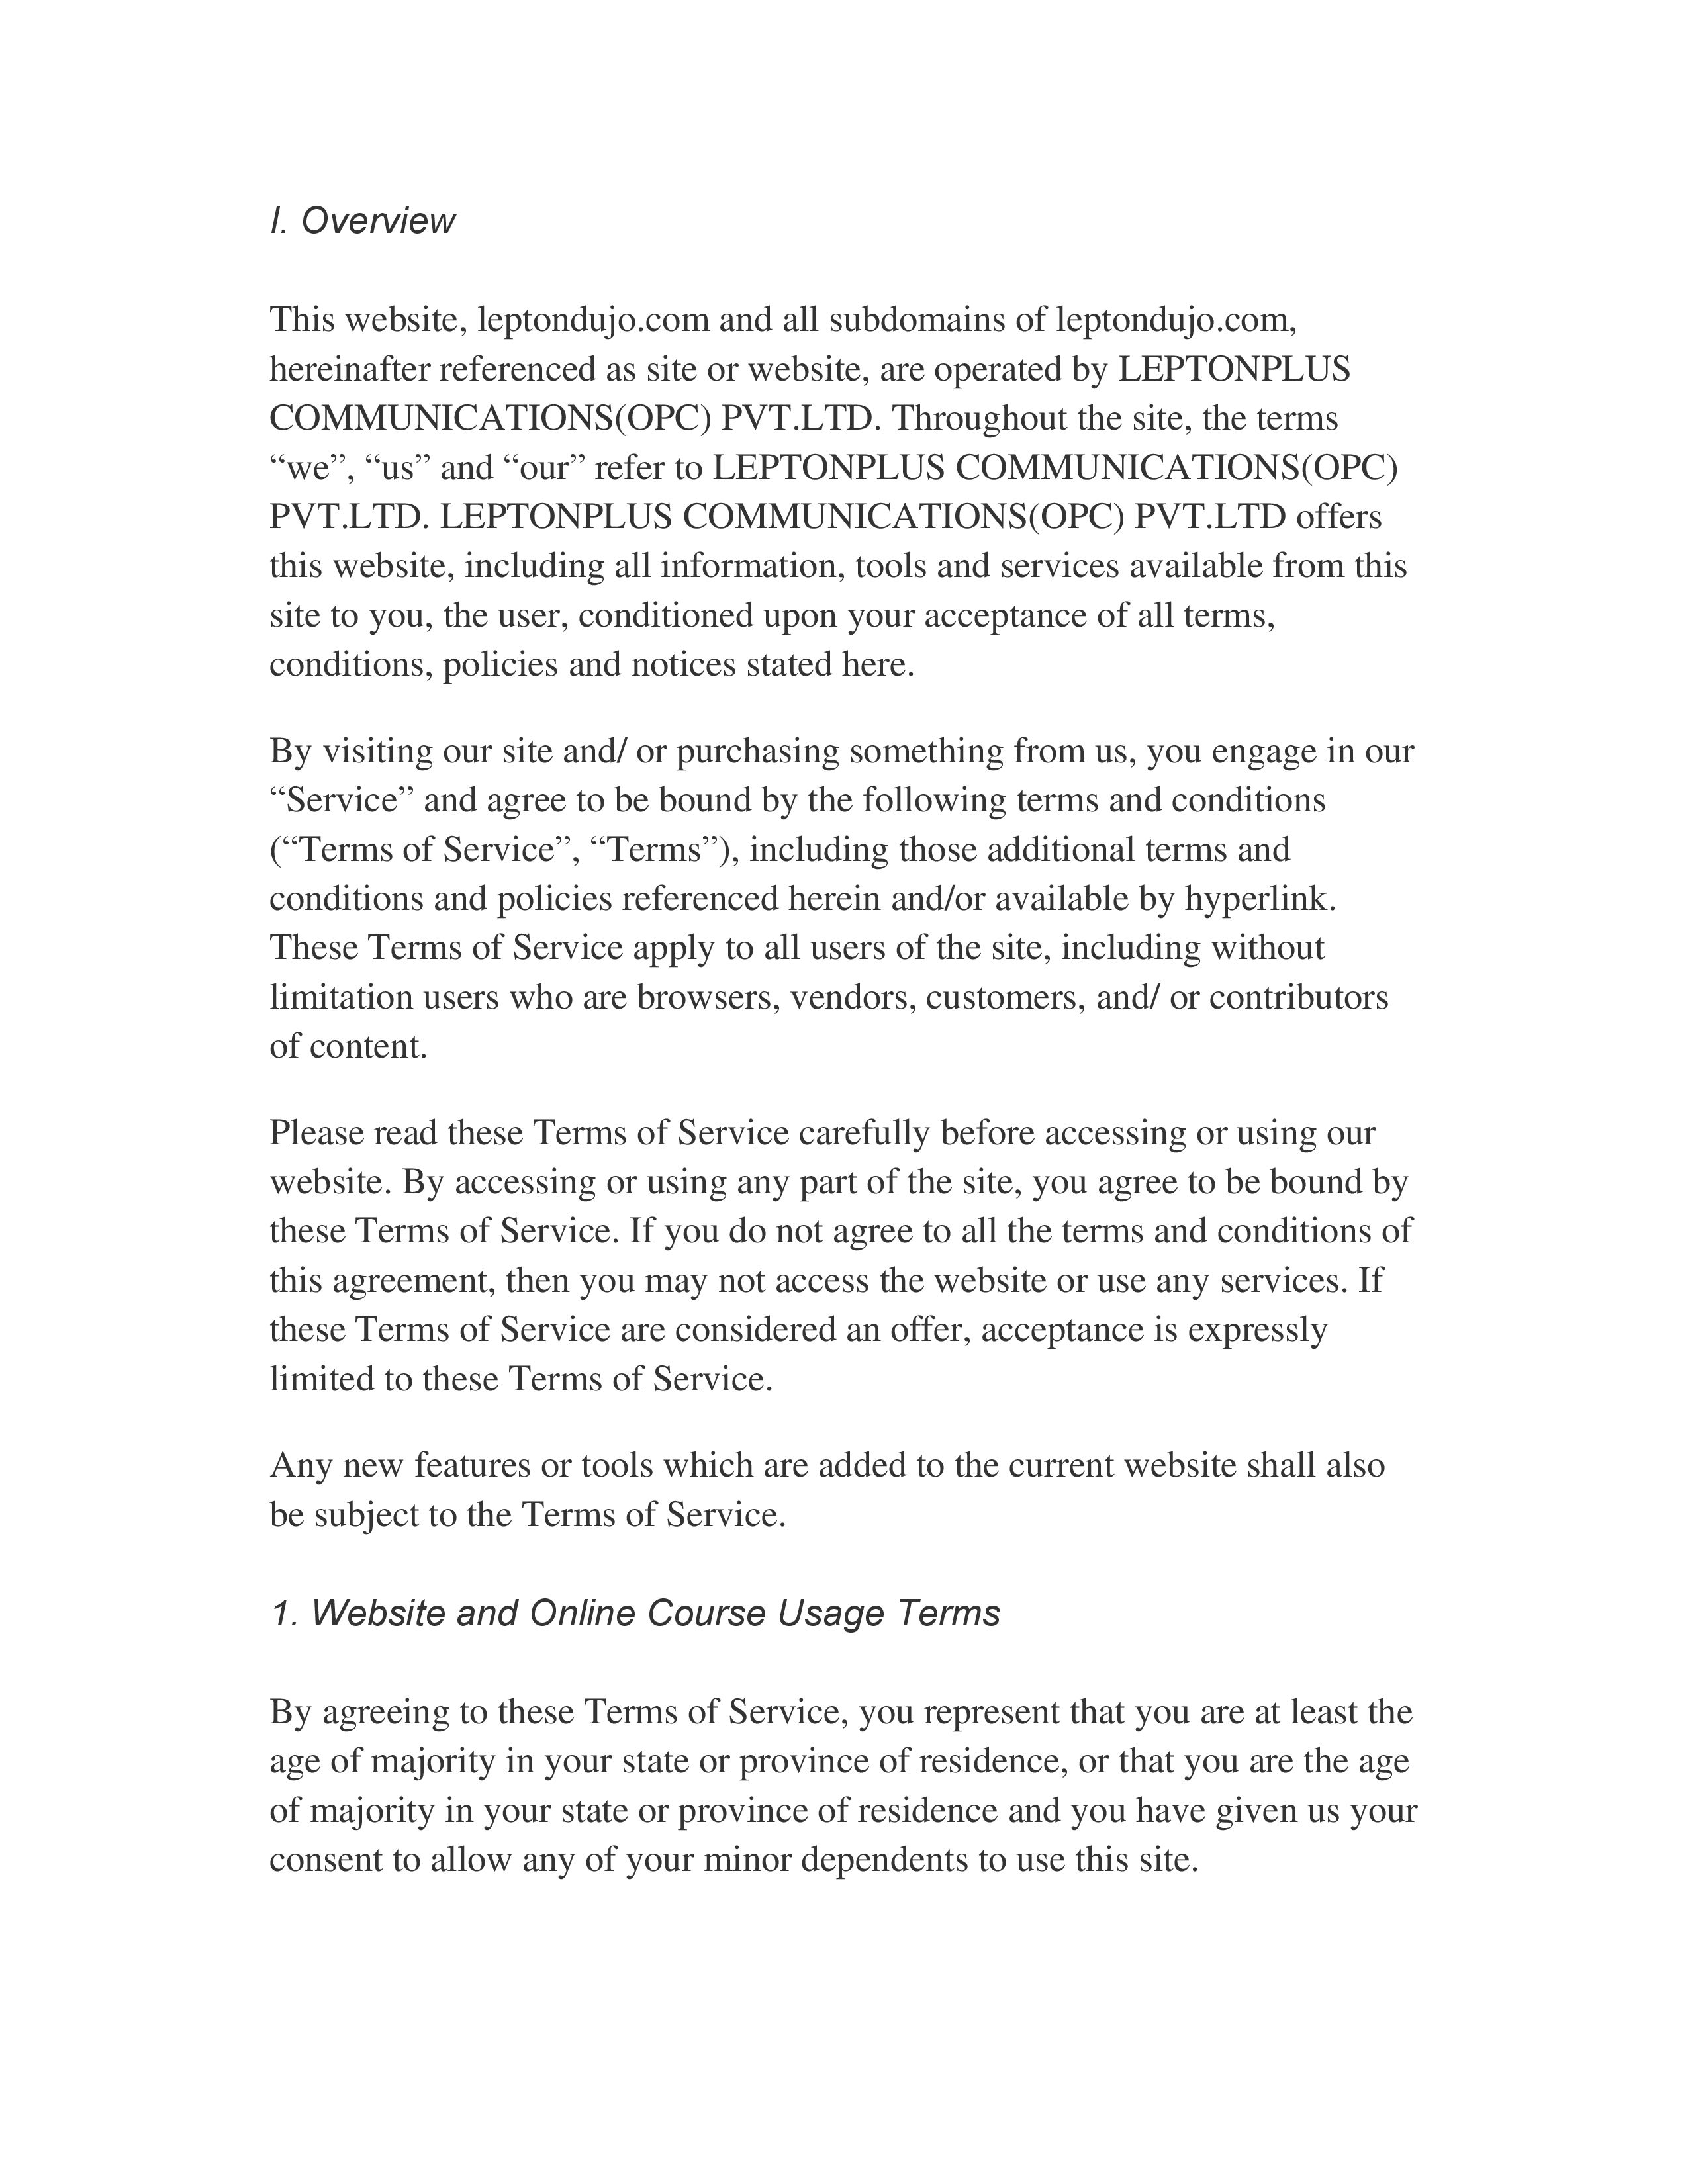 I. Overview
This website, leptondujo.com and all subdomains of leptondujo.com,
hereinafter referenced as site or website, are operated by LEPTONPLUS
COMMUNICATIONS(OPC) PVT.LTD. Throughout the site, the terms
“we”, “us” and “our” refer to LEPTONPLUS COMMUNICATIONS(OPC)
PVT.LTD. LEPTONPLUS COMMUNICATIONS(OPC) PVT.LTD offers
this website, including all information, tools and services available from this
site to you, the user, conditioned upon your acceptance of all terms,
conditions, policies and notices stated here.
By visiting our site and/ or purchasing something from us, you engage in our
“Service” and agree to be bound by the following terms and conditions
(“Terms of Service”, “Terms”), including those additional terms and
conditions and policies referenced herein and/or available by hyperlink.
These Terms of Service apply to all users of the site, including without
limitation users who are browsers, vendors, customers, and/ or contributors
of content.
Please read these Terms of Service carefully before accessing or using our
website. By accessing or using any part of the site, you agree to be bound by
these Terms of Service. If you do not agree to all the terms and conditions of
this agreement, then you may not access the website or use any services. If
these Terms of Service are considered an offer, acceptance is expressly
limited to these Terms of Service.
Any new features or tools which are added to the current website shall also
be subject to the Terms of Service.
1. Website and Online Course Usage Terms
By agreeing to these Terms of Service, you represent that you are at least the
age of majority in your state or province of residence, or that you are the age
of majority in your state or province of residence and you have given us your
consent to allow any of your minor dependents to use this site.